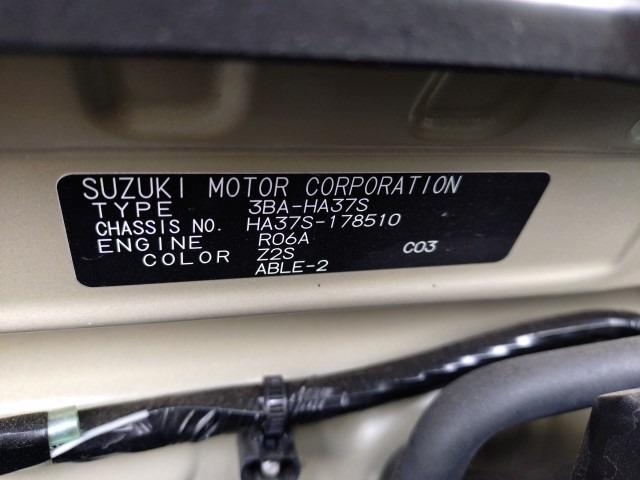 SUZUKI MOTOR CORPORATION
TYPE 3BA-HA37S
CHASSIS NO. HA37S-178510
ENGINE R06A
COLOR Z2S C03
ABLE-2